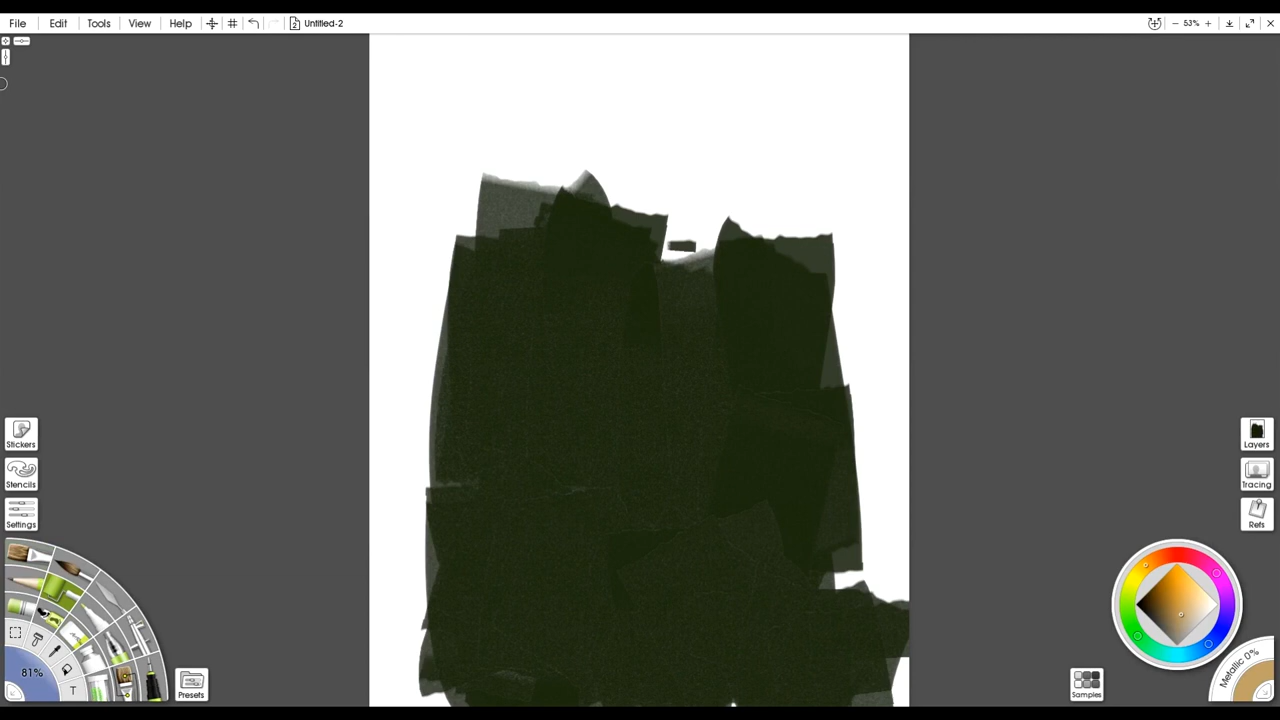 File Edit Tools View Help Untitled-2 53%
Stickers
Stencils
Settings
81%
T
Presets
Layers
Tracing
Refs
Samples
Metallic 0%